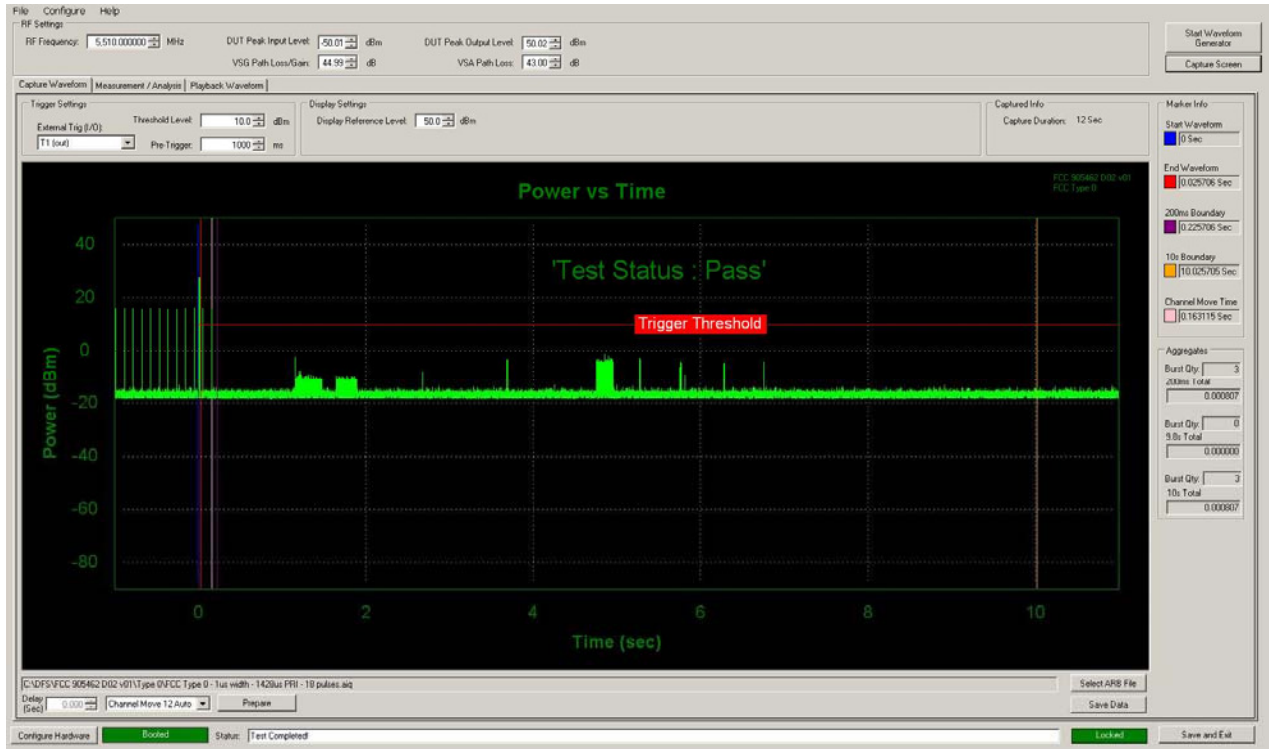 File Configure Help
RF Settings
RF Frequency: 5,510.000000 MHz DUT Peak Input Level: -50.01 dBm DUT Peak Output Level: 50.02 dBm
VSG Path Loss/Gain: 44.99 dB VSA Path Loss: 43.00 dB
Start Waveform Generator
Capture Screen
Capture Waveform Measurement / Analysis Playback Waveform
Trigger Settings
External Trig (I/O):
T1 (out)
Threshold Level: 10.0 dBm
Pre-Trigger: 1000 ms
Display Settings
Display Reference Level: 50.0 dBm
Captured Info
Capture Duration: 12 Sec
Marker Info
Start Waveform
0 Sec
End Waveform
0.025706 Sec
200ms Boundary
0.225706 Sec
10s Boundary
10.025705 Sec
Channel Move Time
0.163115 Sec
Aggregates
Burst Qty: 3
200ms Total
0.000807
Burst Qty: 0
9.8s Total
0.000000
Burst Qty: 3
10s Total
0.000807
Power vs Time
FCC 905462 D02 v01
FCC Type 0
'Test Status : Pass'
Trigger Threshold
Power (dBm)
40
20
0
-20
-40
-60
-80
0 2 4 6 8 10
Time (sec)
C:\DFS\FCC 905462 D02 v01\Type 0\FCC Type 0 - 1us width - 1428us PRI - 18 pulses.aiq
Select ARB File
Delay (Sec) 0.000 Channel Move 12 Auto Prepare
Save Data
Configure Hardware Booted Status: Test Completed! Locked Save and Exit